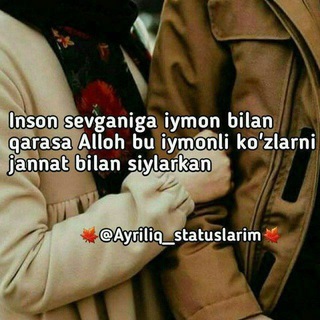 Inson sevganiga iymon bilan
qarasa Alloh bu iymonli ko'zlarni
jannat bilan siylarkan
🍁@Ayriliq_statuslarim🍁